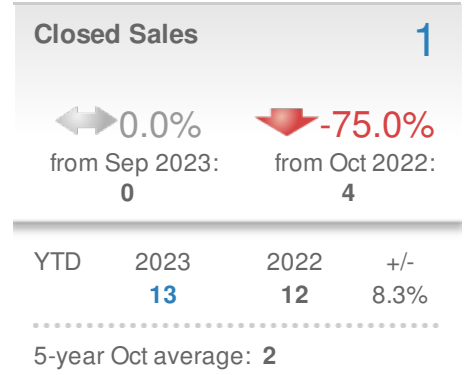 Closed Sales 1
0.0% -75.0%
from Sep 2023: from Oct 2022:
0 4
YTD 2023 2022 +/-
13 12 8.3%
5-year Oct average: 2